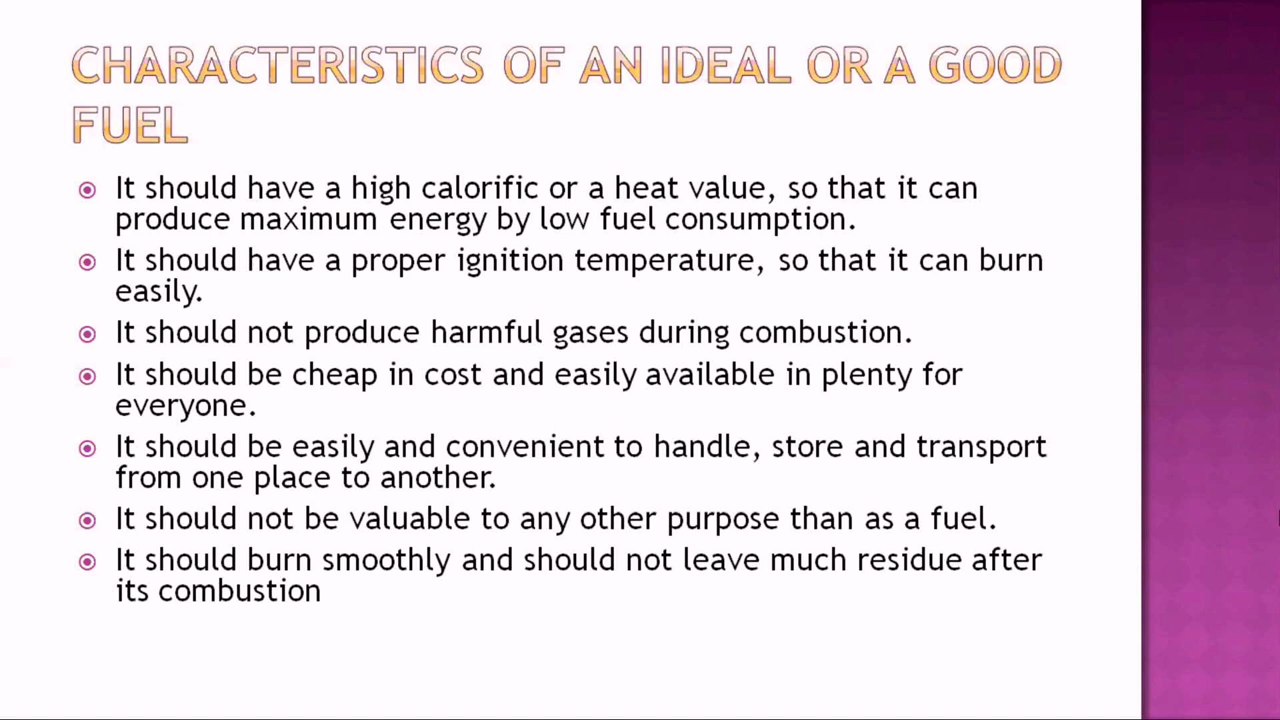 CHARACTERISTICS OF AN IDEAL OR A GOOD
FUEL
It should have a high calorific or a heat value, so that it can
produce maximum energy by low fuel consumption.
It should have a proper ignition temperature, so that it can burn
easily.
It should not produce harmful gases during combustion.
It should be cheap in cost and easily available in plenty for
everyone.
It should be easily and convenient to handle, store and transport
from one place to another.
It should not be valuable to any other purpose than as a fuel.
It should burn smoothly and should not leave much residue after
its combustion